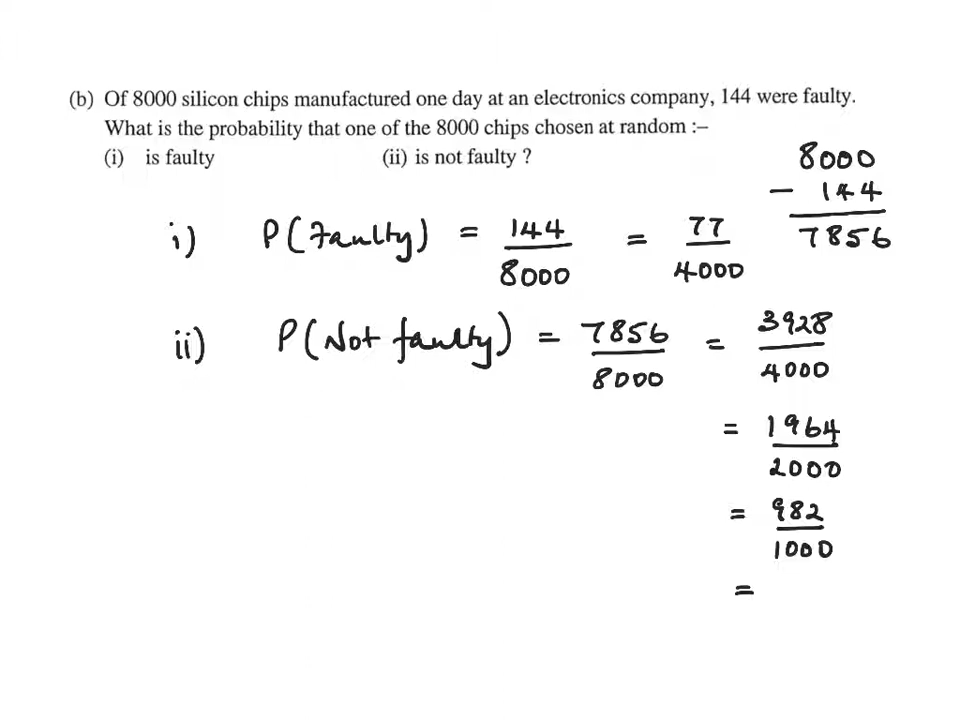 (b) Of 8000 silicon chips manufactured one day at an electronics company, 144 were faulty.
What is the probability that one of the 8000 chips chosen at random :–
(i) is faulty (ii) is not faulty ?
8000
– 144
7856
i) P(Faulty) = 144/8000 = 77/4000
ii) P(Not faulty) = 7856/8000 = 3928/4000
= 1964/2000
= 982/1000
=